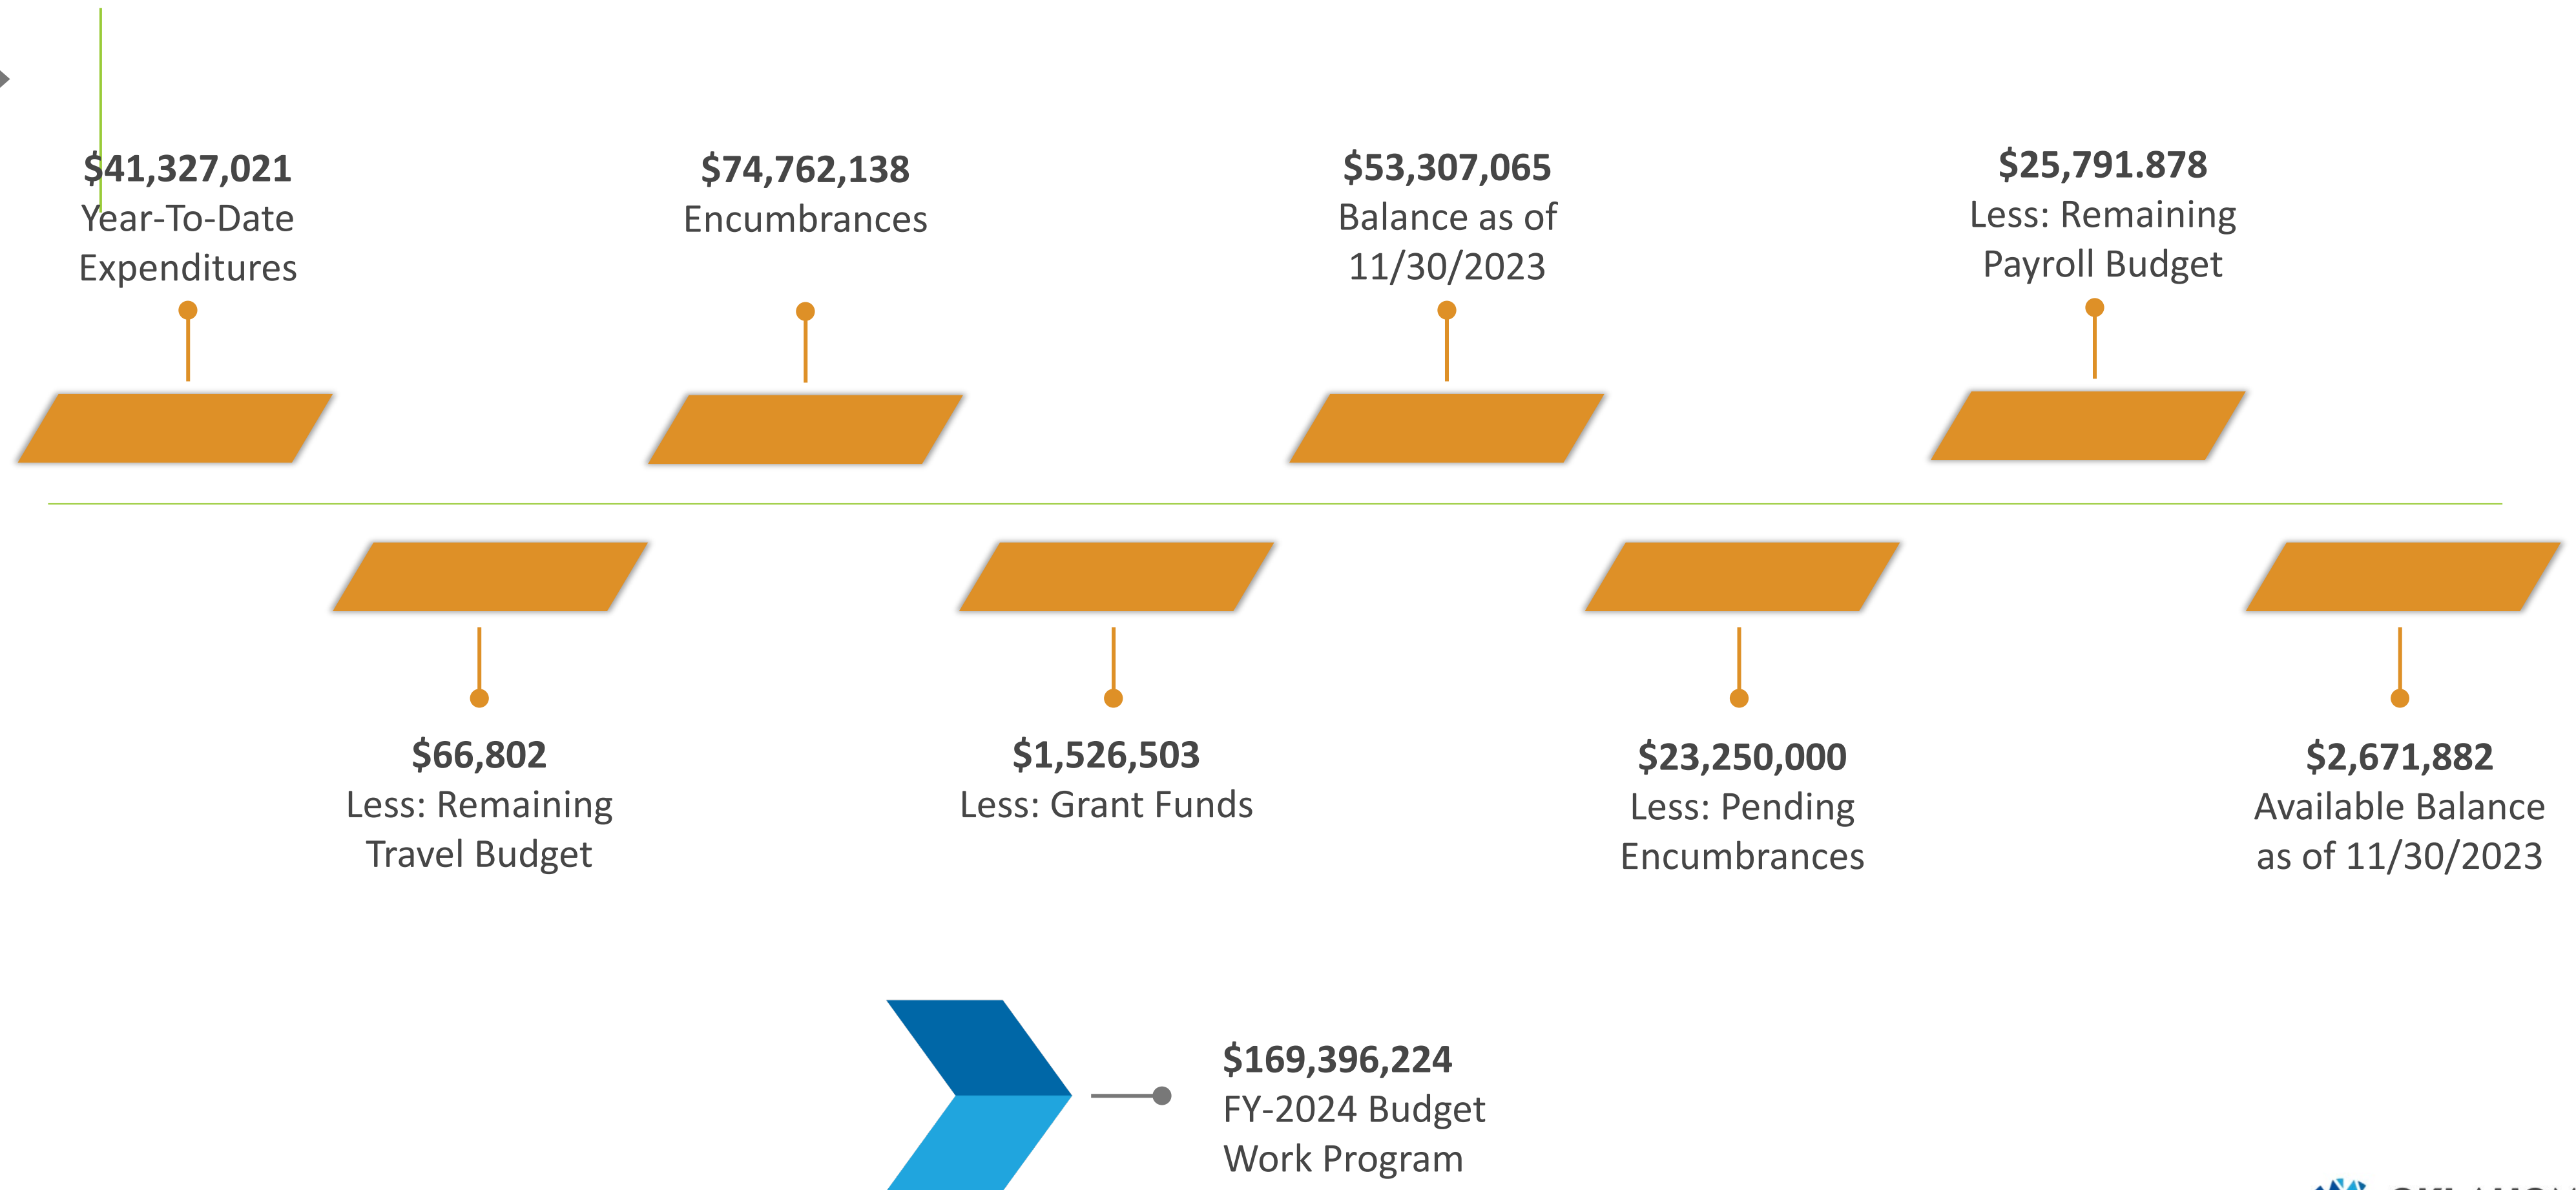 $41,327,021
Year-To-Date
Expenditures
$74,762,138
Encumbrances
$53,307,065
Balance as of
11/30/2023
$25,791.878
Less: Remaining
Payroll Budget
$66,802
Less: Remaining
Travel Budget
$1,526,503
Less: Grant Funds
$23,250,000
Less: Pending
Encumbrances
$2,671,882
Available Balance
as of 11/30/2023
$169,396,224
FY-2024 Budget
Work Program